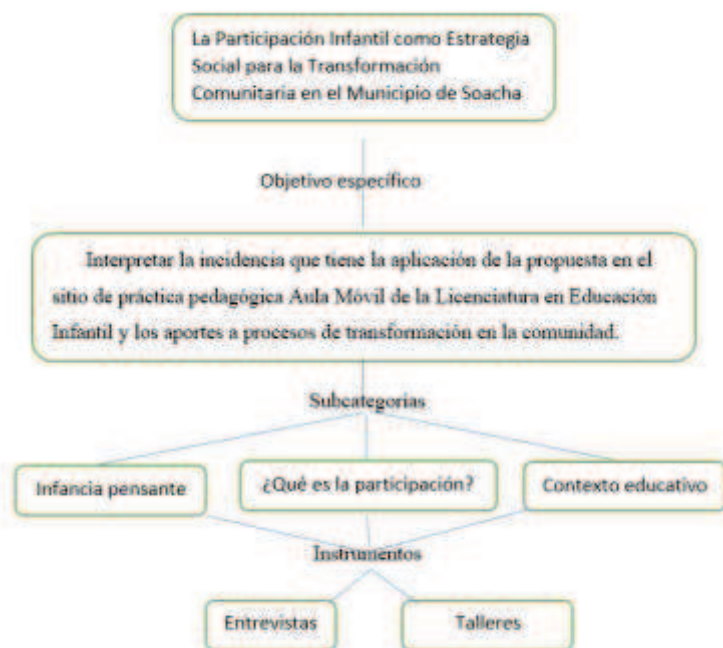 La Participación Infantil como Estrategia
Social para la Transformación
Comunitaria en el Municipio de Soacha
Objetivo específico
Interpretar la incidencia que tiene la aplicación de la propuesta en el
sitio de práctica pedagógica Aula Móvil de la Licenciatura en Educación
Infantil y los aportes a procesos de transformación en la comunidad.
Subcategorias
Infancia pensante
¿Qué es la participación?
Contexto educativo
Instrumentos
Entrevistas
Talleres